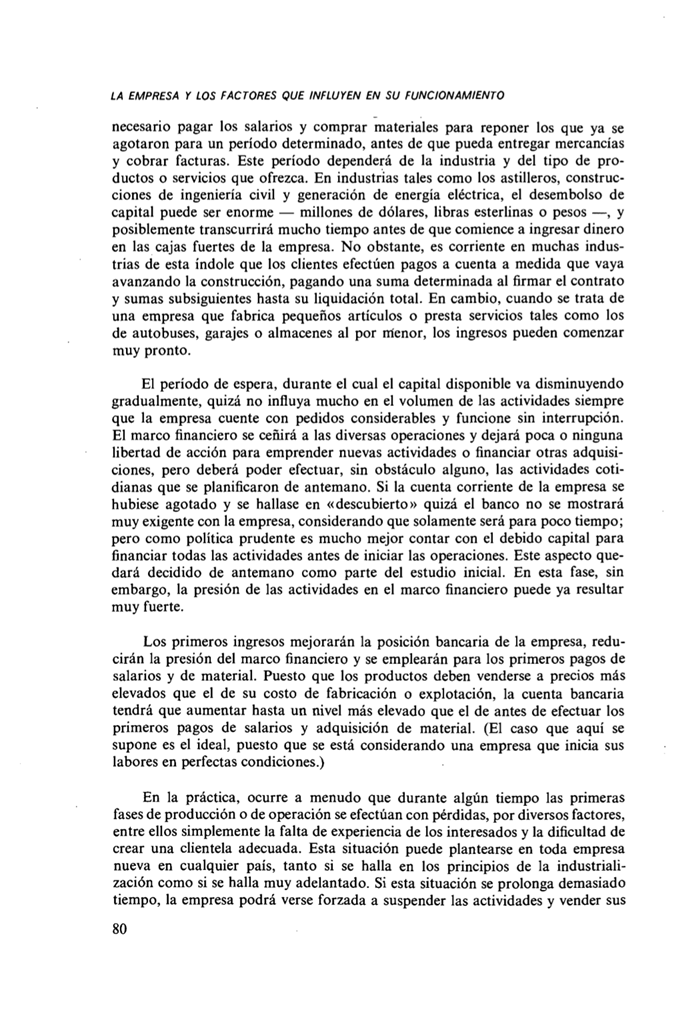 LA EMPRESA Y LOS FACTORES QUE INFLUYEN EN SU FUNCIONAMIENTO
necesario pagar los salarios y comprar materiales para reponer los que ya se
agotaron para un período determinado, antes de que pueda entregar mercancías
y cobrar facturas. Este período dependerá de la industria y del tipo de pro-
ductos o servicios que ofrezca. En industrias tales como los astilleros, construc-
ciones de ingeniería civil y generación de energía eléctrica, el desembolso de
capital puede ser enorme — millones de dólares, libras esterlinas o pesos —, y
posiblemente transcurrirá mucho tiempo antes de que comience a ingresar dinero
en las cajas fuertes de la empresa. No obstante, es corriente en muchas indus-
trias de esta índole que los clientes efectúen pagos a cuenta a medida que vaya
avanzando la construcción, pagando una suma determinada al firmar el contrato
y sumas subsiguientes hasta su liquidación total. En cambio, cuando se trata de
una empresa que fabrica pequeños artículos o presta servicios tales como los
de autobuses, garajes o almacenes al por menor, los ingresos pueden comenzar
muy pronto.
El periodo de espera, durante el cual el capital disponible va disminuyendo
gradualmente, quizá no influya mucho en el volumen de las actividades siempre
que la empresa cuente con pedidos considerables y funcione sin interrupción.
El marco financiero se ceñirá a las diversas operaciones y dejará poca o ninguna
libertad de acción para emprender nuevas actividades o financiar otras adquisi-
ciones, pero deberá poder efectuar, sin obstáculo alguno, las actividades coti-
dianas que se planificaron de antemano. Si la cuenta corriente de la empresa se
hubiese agotado y se hallase en «descubierto» quizá el banco no se mostrará
muy exigente con la empresa, considerando que solamente será para poco tiempo;
pero como política prudente es mucho mejor contar con el debido capital para
financiar todas las actividades antes de iniciar las operaciones. Este aspecto que-
dará decidido de antemano como parte del estudio inicial. En esta fase, sin
embargo, la presión de las actividades en el marco financiero puede ya resultar
muy fuerte.
Los primeros ingresos mejorarán la posición bancaria de la empresa, redu-
cirán la presión del marco financiero y se emplearán para los primeros pagos de
salarios y de material. Puesto que los productos deben venderse a precios más
elevados que el de su costo de fabricación o explotación, la cuenta bancaria
tendrá que aumentar hasta un nivel más elevado que el de antes de efectuar los
primeros pagos de salarios y adquisición de material. (El caso que aquí se
supone es el ideal, puesto que se está considerando una empresa que inicia sus
labores en perfectas condiciones.)
En la práctica, ocurre a menudo que durante algún tiempo las primeras
fases de producción o de operación se efectúan con pérdidas, por diversos factores,
entre ellos simplemente la falta de experiencia de los interesados y la dificultad de
crear una clientela adecuada. Esta situación puede plantearse en toda empresa
nueva en cualquier país, tanto si se halla en los principios de la industriali-
zación como si se halla muy adelantado. Si esta situación se prolonga demasiado
tiempo, la empresa podrá verse forzada a suspender las actividades y vender sus
80